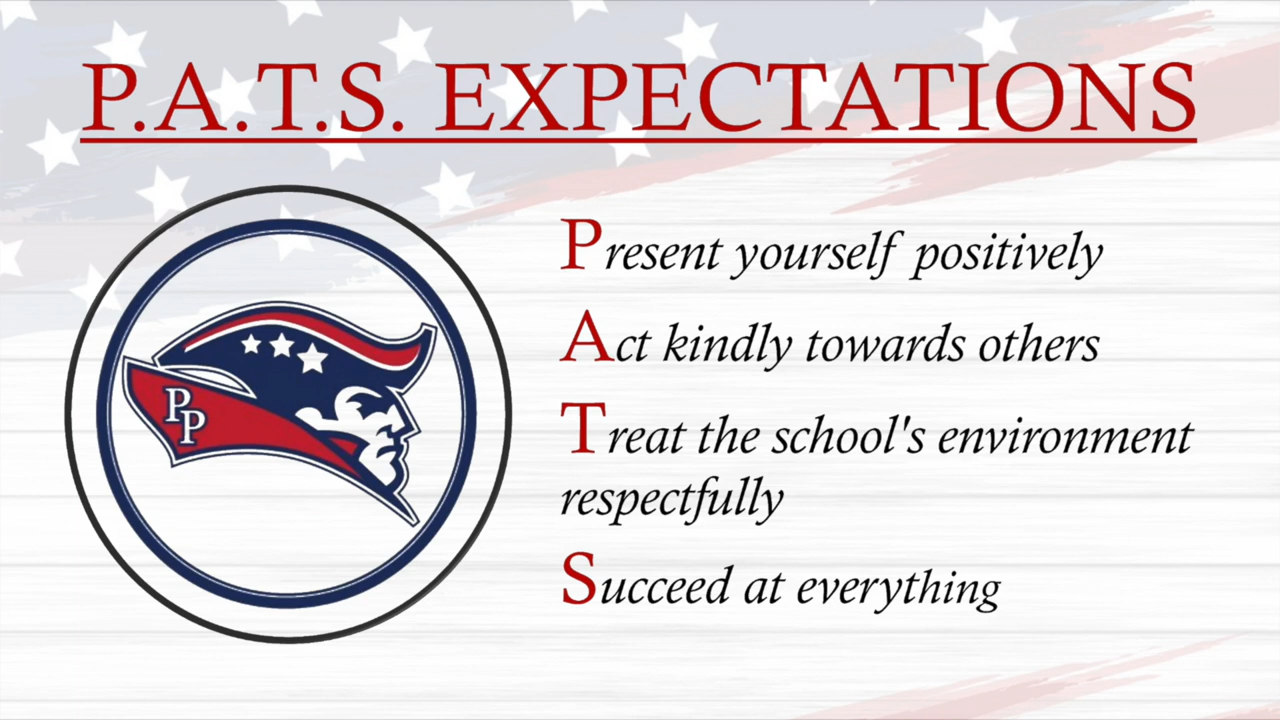 P.A.T.S. EXPECTATIONS
Present yourself positively
Act kindly towards others
Treat the school's environment
respectfully
Succeed at everything
PP